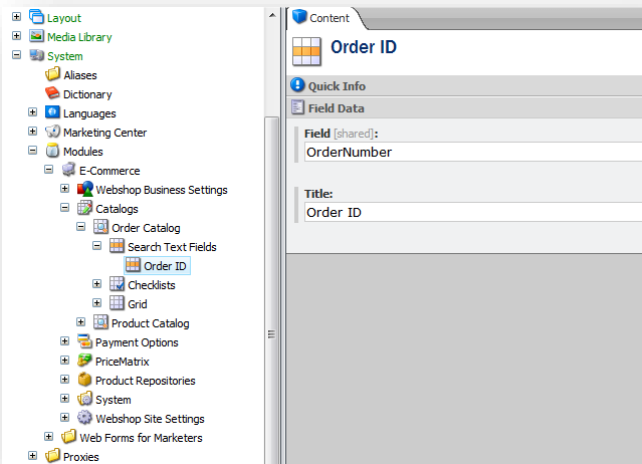 Layout
Media Library
System
Aliases
Dictionary
Languages
Marketing Center
Modules
E-Commerce
Webshop Business Settings
Catalogs
Order Catalog
Search Text Fields
Order ID
Checklists
Grid
Product Catalog
Payment Options
PriceMatrix
Product Repositories
System
Webshop Site Settings
Web Forms for Marketers
Proxies
Content
Order ID
Quick Info
Field Data
Field [shared]:
OrderNumber
Title:
Order ID